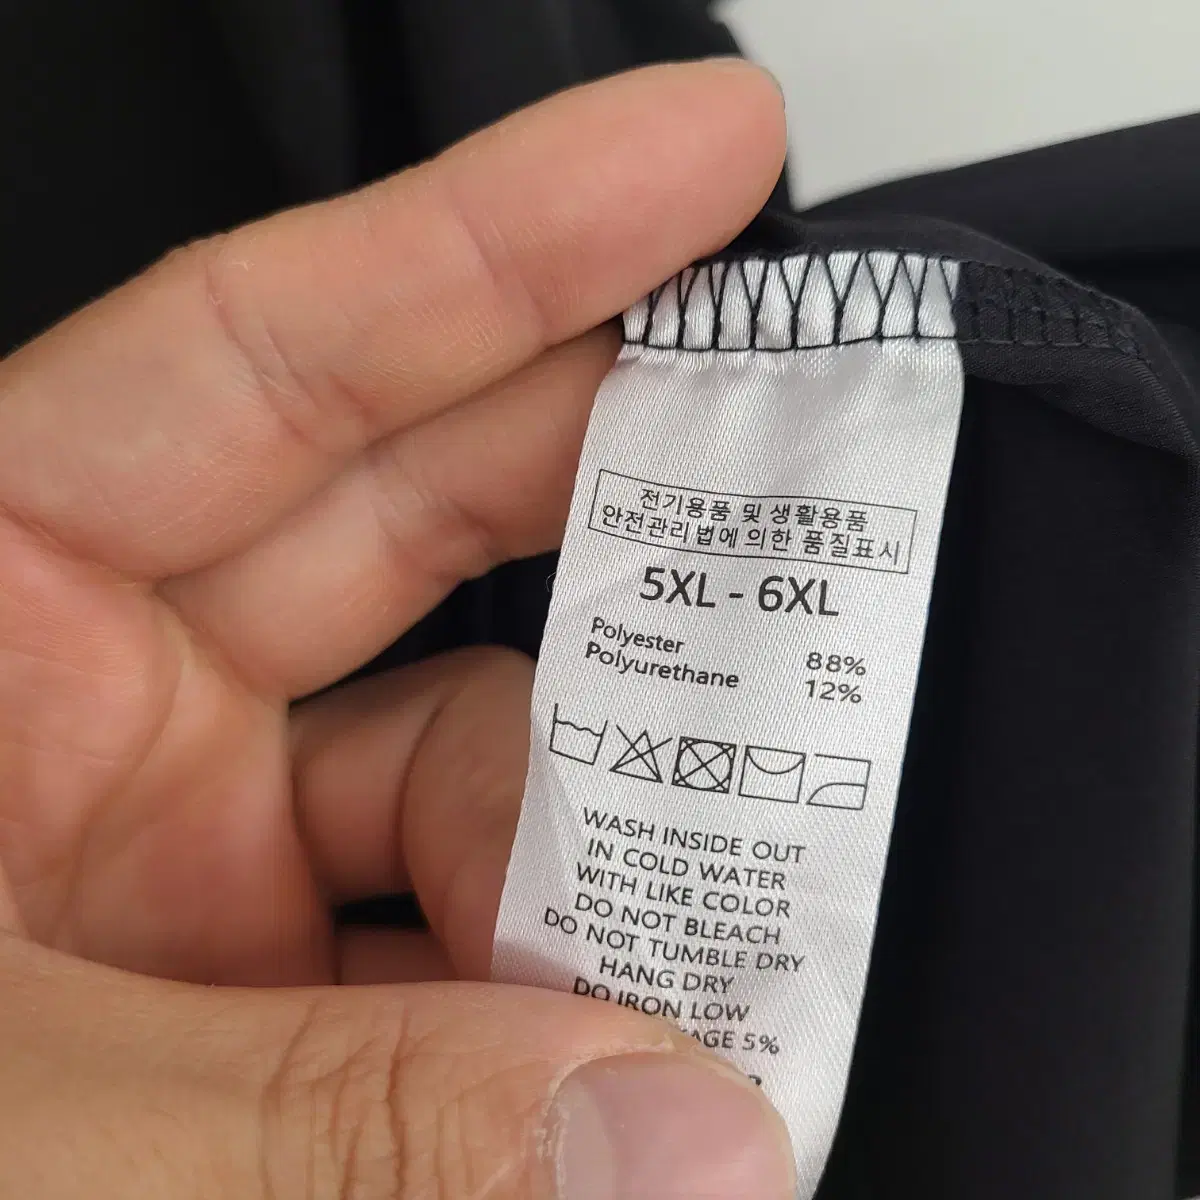 전기용품 및 생활용품
안전관리법에 의한 품질표시
5XL - 6XL
Polyester 88%
Polyurethane 12%
WASH INSIDE OUT
IN COLD WATER
WITH LIKE COLOR
DO NOT BLEACH
DO NOT TUMBLE DRY
HANG DRY
DO IRON LOW
5%